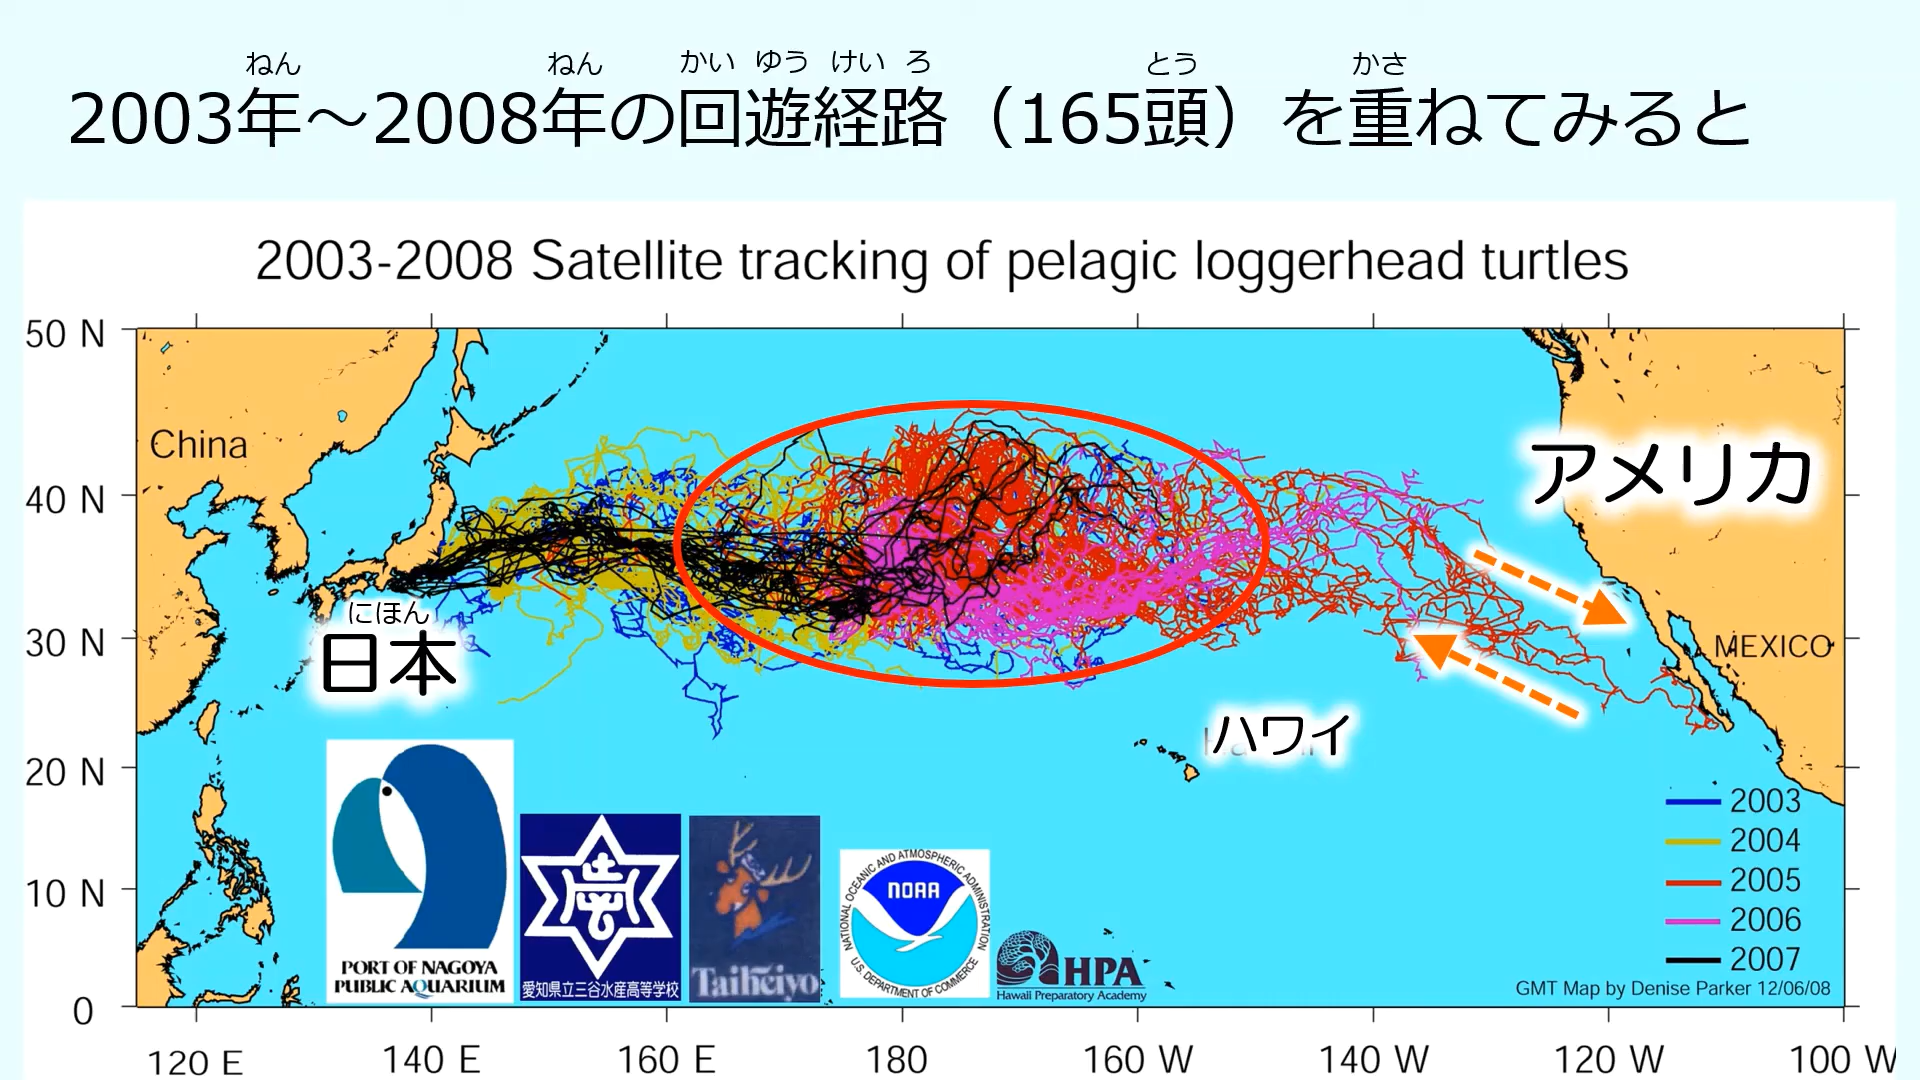 ねん ねん かい ゆう けい ろ とう かさ
2003年～2008年の回遊経路（165頭）を重ねてみると
2003-2008 Satellite tracking of pelagic loggerhead turtles
50 N
40 N
30 N
20 N
10 N
0
China
アメリカ
にほん
日本
MEXICO
ハワイ
PORT OF NAGOYA
PUBLIC AQUARIUM
愛知県立三谷水産高等学校
Taiheiyo
NATIONAL OCEANIC AND ATMOSPHERIC ADMINISTRATION
NOAA
U.S. DEPARTMENT OF COMMERCE
HPA
Hawaii Preparatory Academy
2003
2004
2005
2006
2007
GMT Map by Denise Parker 12/06/08
120 E 140 E 160 E 180 160 W 140 W 120 W 100 W